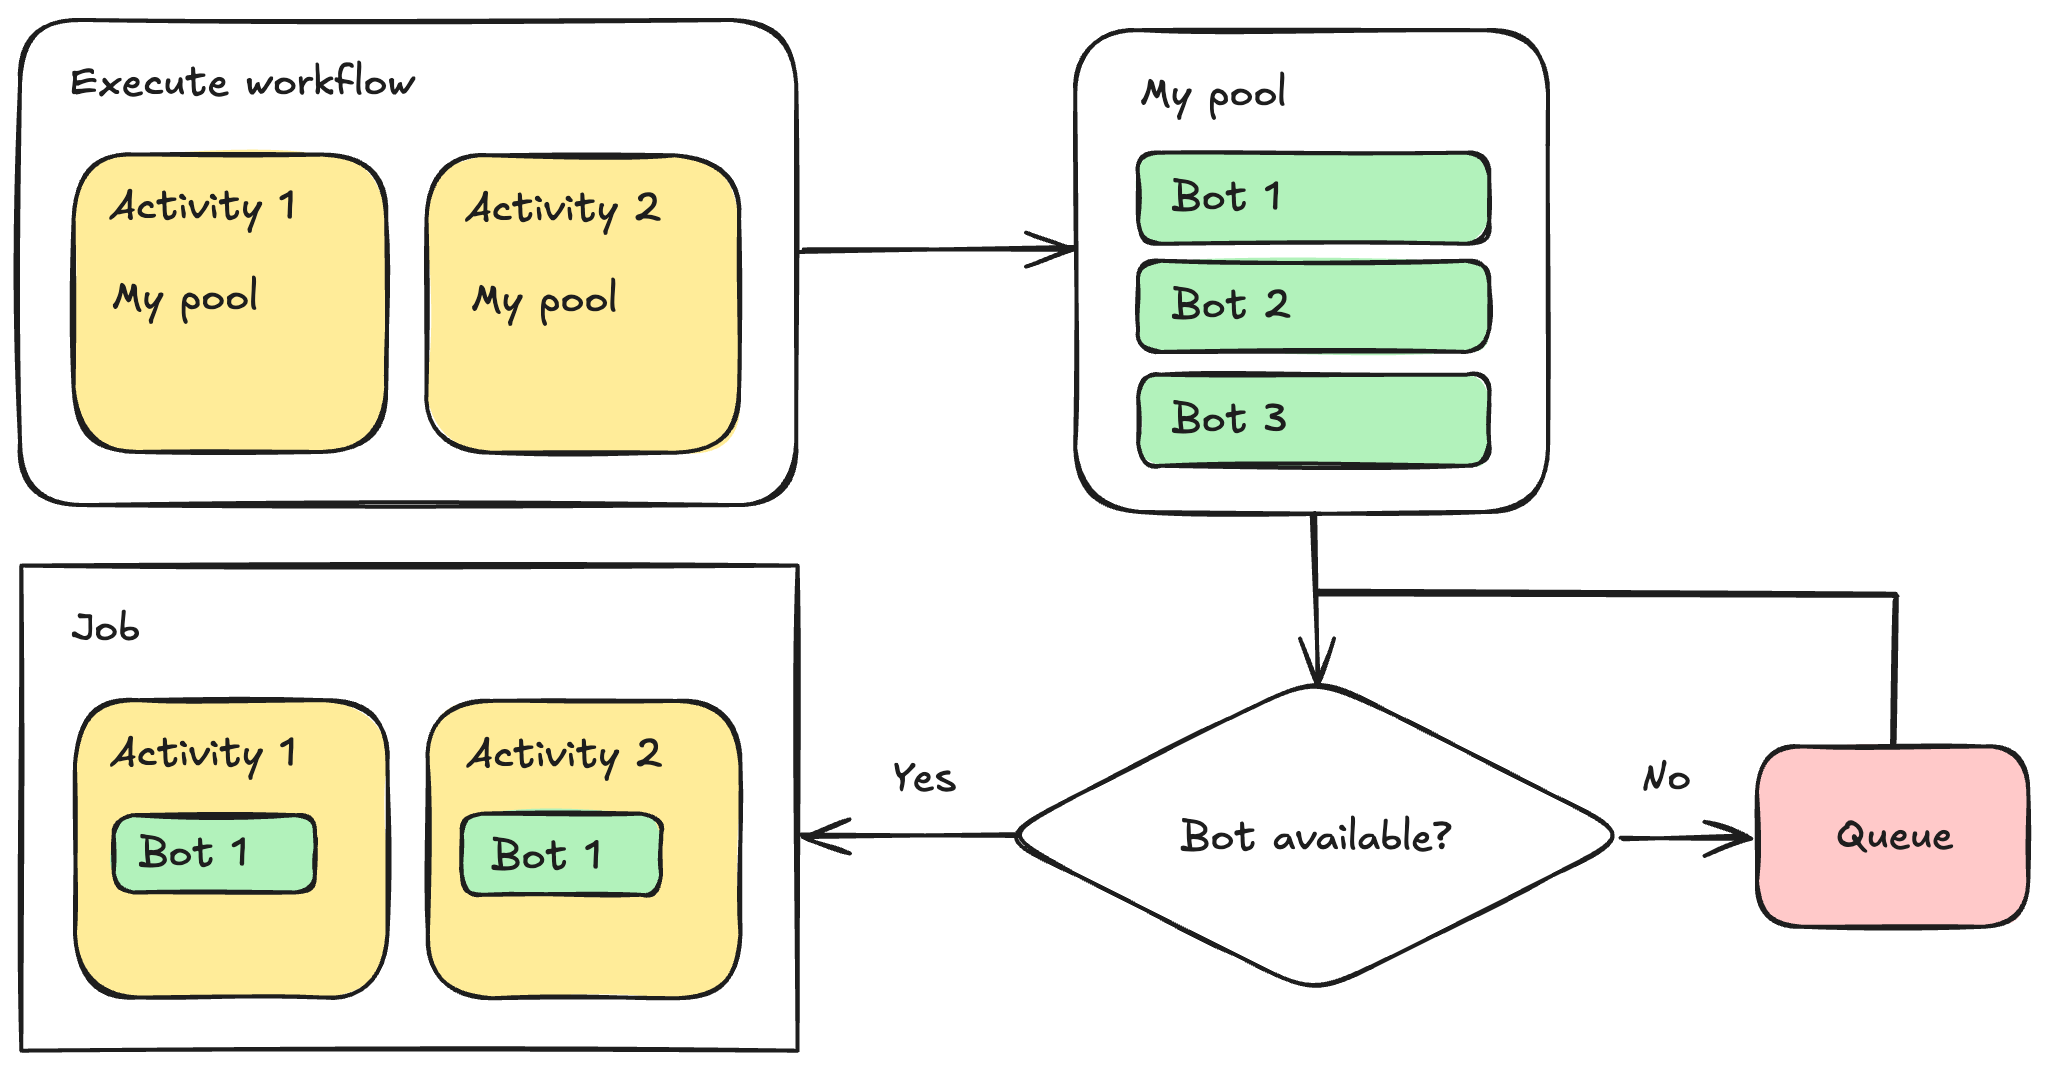 Execute workflow
Activity 1
My pool
Activity 2
My pool
My pool
Bot 1
Bot 2
Bot 3
Job
Activity 1
Bot 1
Activity 2
Bot 1
Yes
Bot available?
No
Queue